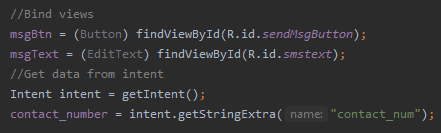 //Bind views
msgBtn = (Button) findViewById(R.id.sendMsgButton);
msgText = (EditText) findViewById(R.id.smstext);
//Get data from intent
Intent intent = getIntent();
contact_number = intent.getStringExtra( name: "contact_num");